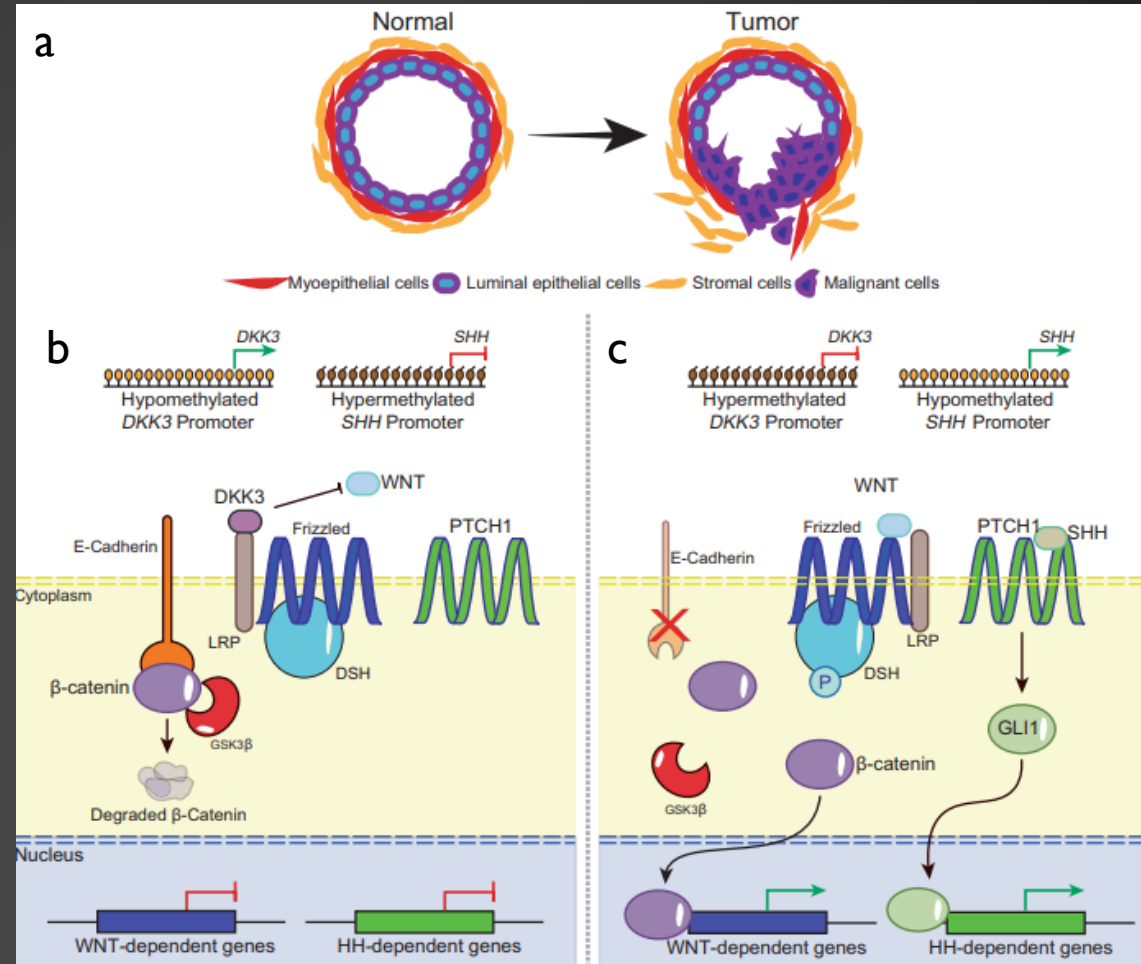 a
Normal
Tumor
Myoepithelial cells
Luminal epithelial cells
Stromal cells
Malignant cells
b
DKK3
SHH
Hypomethylated
DKK3 Promoter
Hypermethylated
SHH Promoter
DKK3
WNT
E-Cadherin
Frizzled
PTCH1
Cytoplasm
LRP
DSH
β-catenin
GSK3β
Degraded β-Catenin
Nucleus
WNT-dependent genes
HH-dependent genes
c
DKK3
SHH
Hypermethylated
DKK3 Promoter
Hypomethylated
SHH Promoter
WNT
Frizzled
PTCH1
SHH
E-Cadherin
LRP
DSH
P
GLI1
β-catenin
GSK3β
WNT-dependent genes
HH-dependent genes